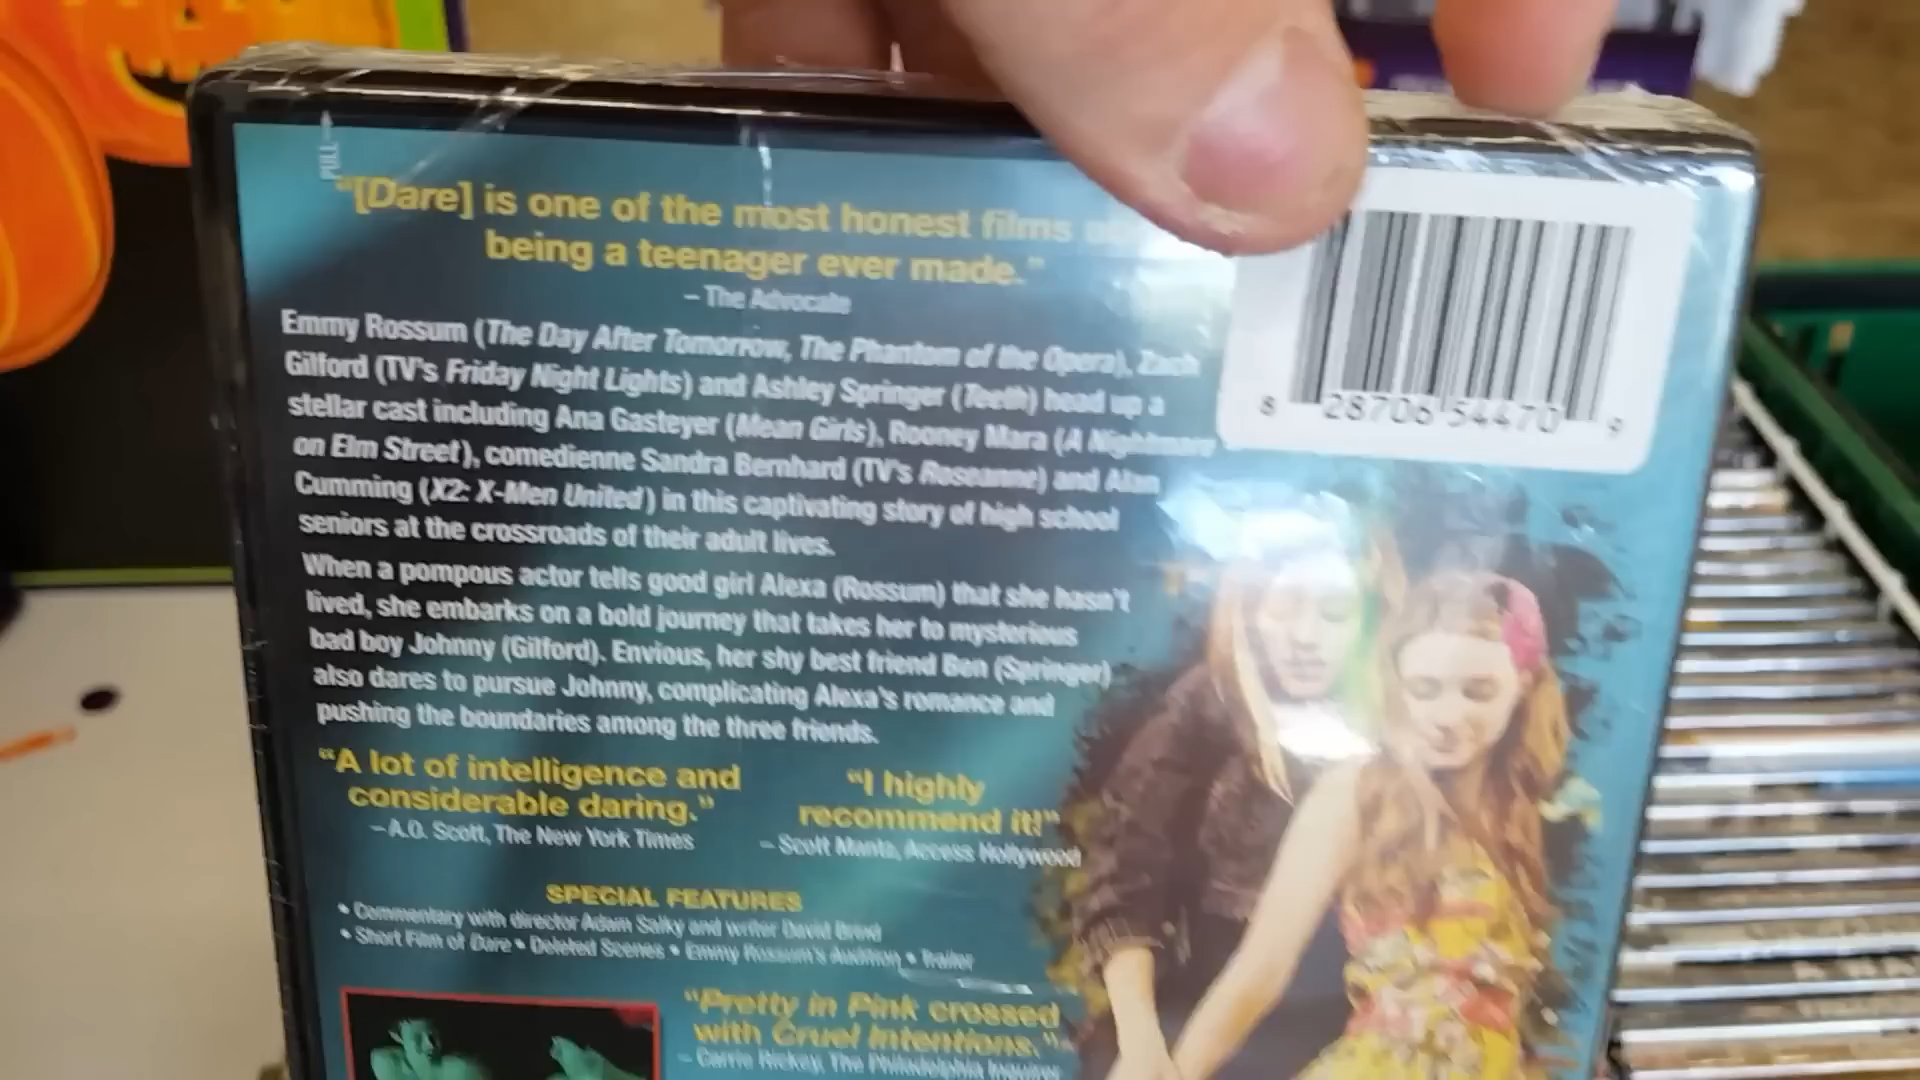 PULL
"[Dare] is one of the most honest films
being a teenager ever made."
– The Advocate
Emmy Rossum (The Day After Tomorrow, The Phantom of the Opera), Zach
Gilford (TV's Friday Night Lights) and Ashley Springer (Teeth) head up a
stellar cast including Ana Gasteyer (Mean Girls), Rooney Mara (A Nightmare
on Elm Street), comedienne Sandra Bernhard (TV's Roseanne) and Alan
Cumming (X2: X-Men United) in this captivating story of high school
seniors at the crossroads of their adult lives.
When a pompous actor tells good girl Alexa (Rossum) that she hasn't
lived, she embarks on a bold journey that takes her to mysterious
bad boy Johnny (Gilford). Envious, her shy best friend Ben (Springer)
also dares to pursue Johnny, complicating Alexa's romance and
pushing the boundaries among the three friends.
"A lot of intelligence and
considerable daring."
– A.O. Scott, The New York Times
"I highly
recommend it!"
– Scott Mantz, Access Hollywood
SPECIAL FEATURES
• Commentary with director Adam Salky and writer David Brind
• Short Film of Dare • Deleted Scenes • Emmy Rossum's Audition • Trailer
"Pretty in Pink crossed
with Cruel Intentions."
– Carrie Rickey, The Philadelphia Inquirer
8 28706 54470 9